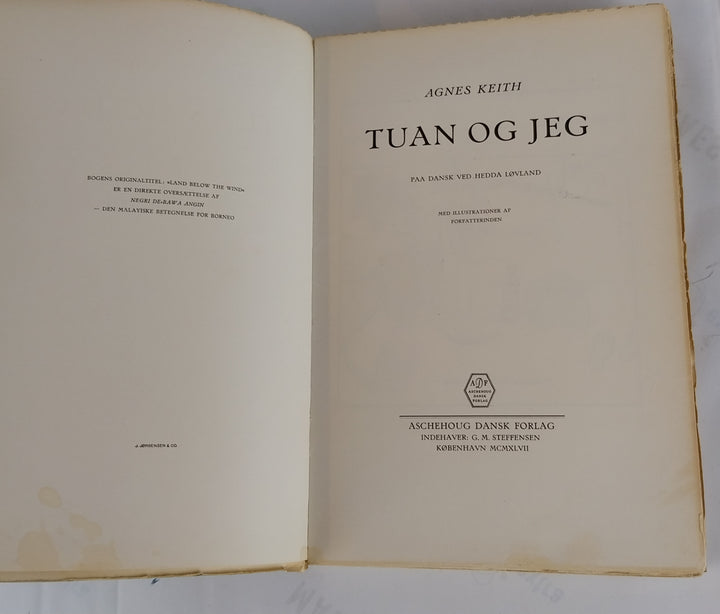 BOGENS ORIGINALTITEL: »LAND BELOW THE WIND«
ER EN DIREKTE OVERSÆTTELSE AF
NEGRI DE-BAWA ANGIN
— DEN MALAYISKE BETEGNELSE FOR BORNEO
J. JØRGENSEN & CO.
AGNES KEITH
TUAN OG JEG
PAA DANSK VED HEDDA LØVLAND
MED ILLUSTRATIONER AF
FORFATTERINDEN
ADF
ASCHEHOUG
DANSK
FORLAG
ASCHEHOUG DANSK FORLAG
INDEHAVER: G. M. STEFFENSEN
KØBENHAVN MCMXLVII